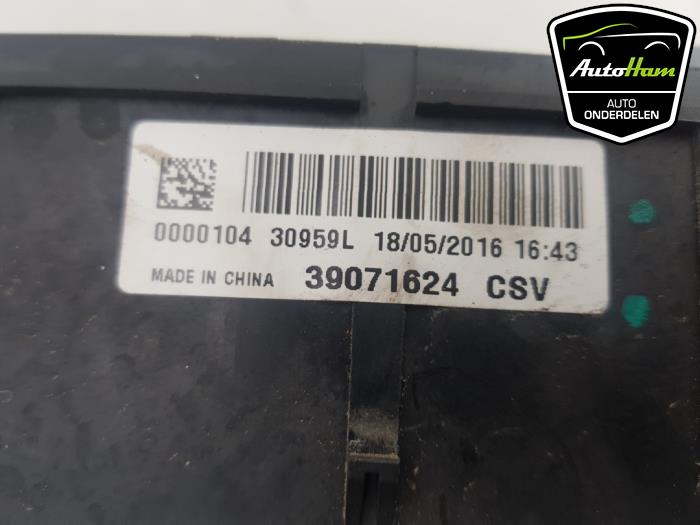 AutoHam
AUTO
ONDERDELEN
0000104 30959L 18/05/2016 16:43
MADE IN CHINA 39071624 CSV